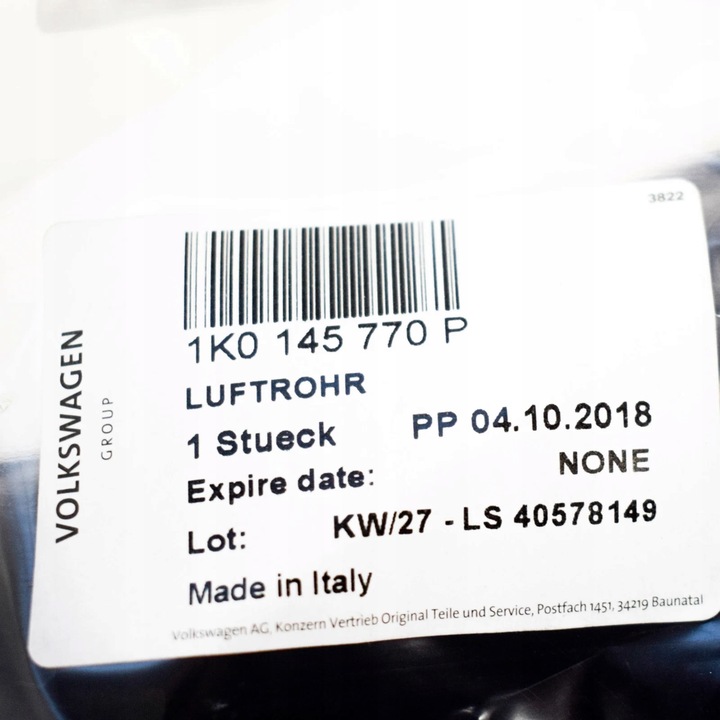 3822
1K0 145 770 P
LUFTROHR
1 Stueck PP 04.10.2018
Expire date: NONE
Lot: KW/27 - LS 40578149
Made in Italy
Volkswagen AG, Konzern Vertrieb Original Teile und Service, Postfach 1451, 34219 Baunatal
VOLKSWAGEN
GROUP